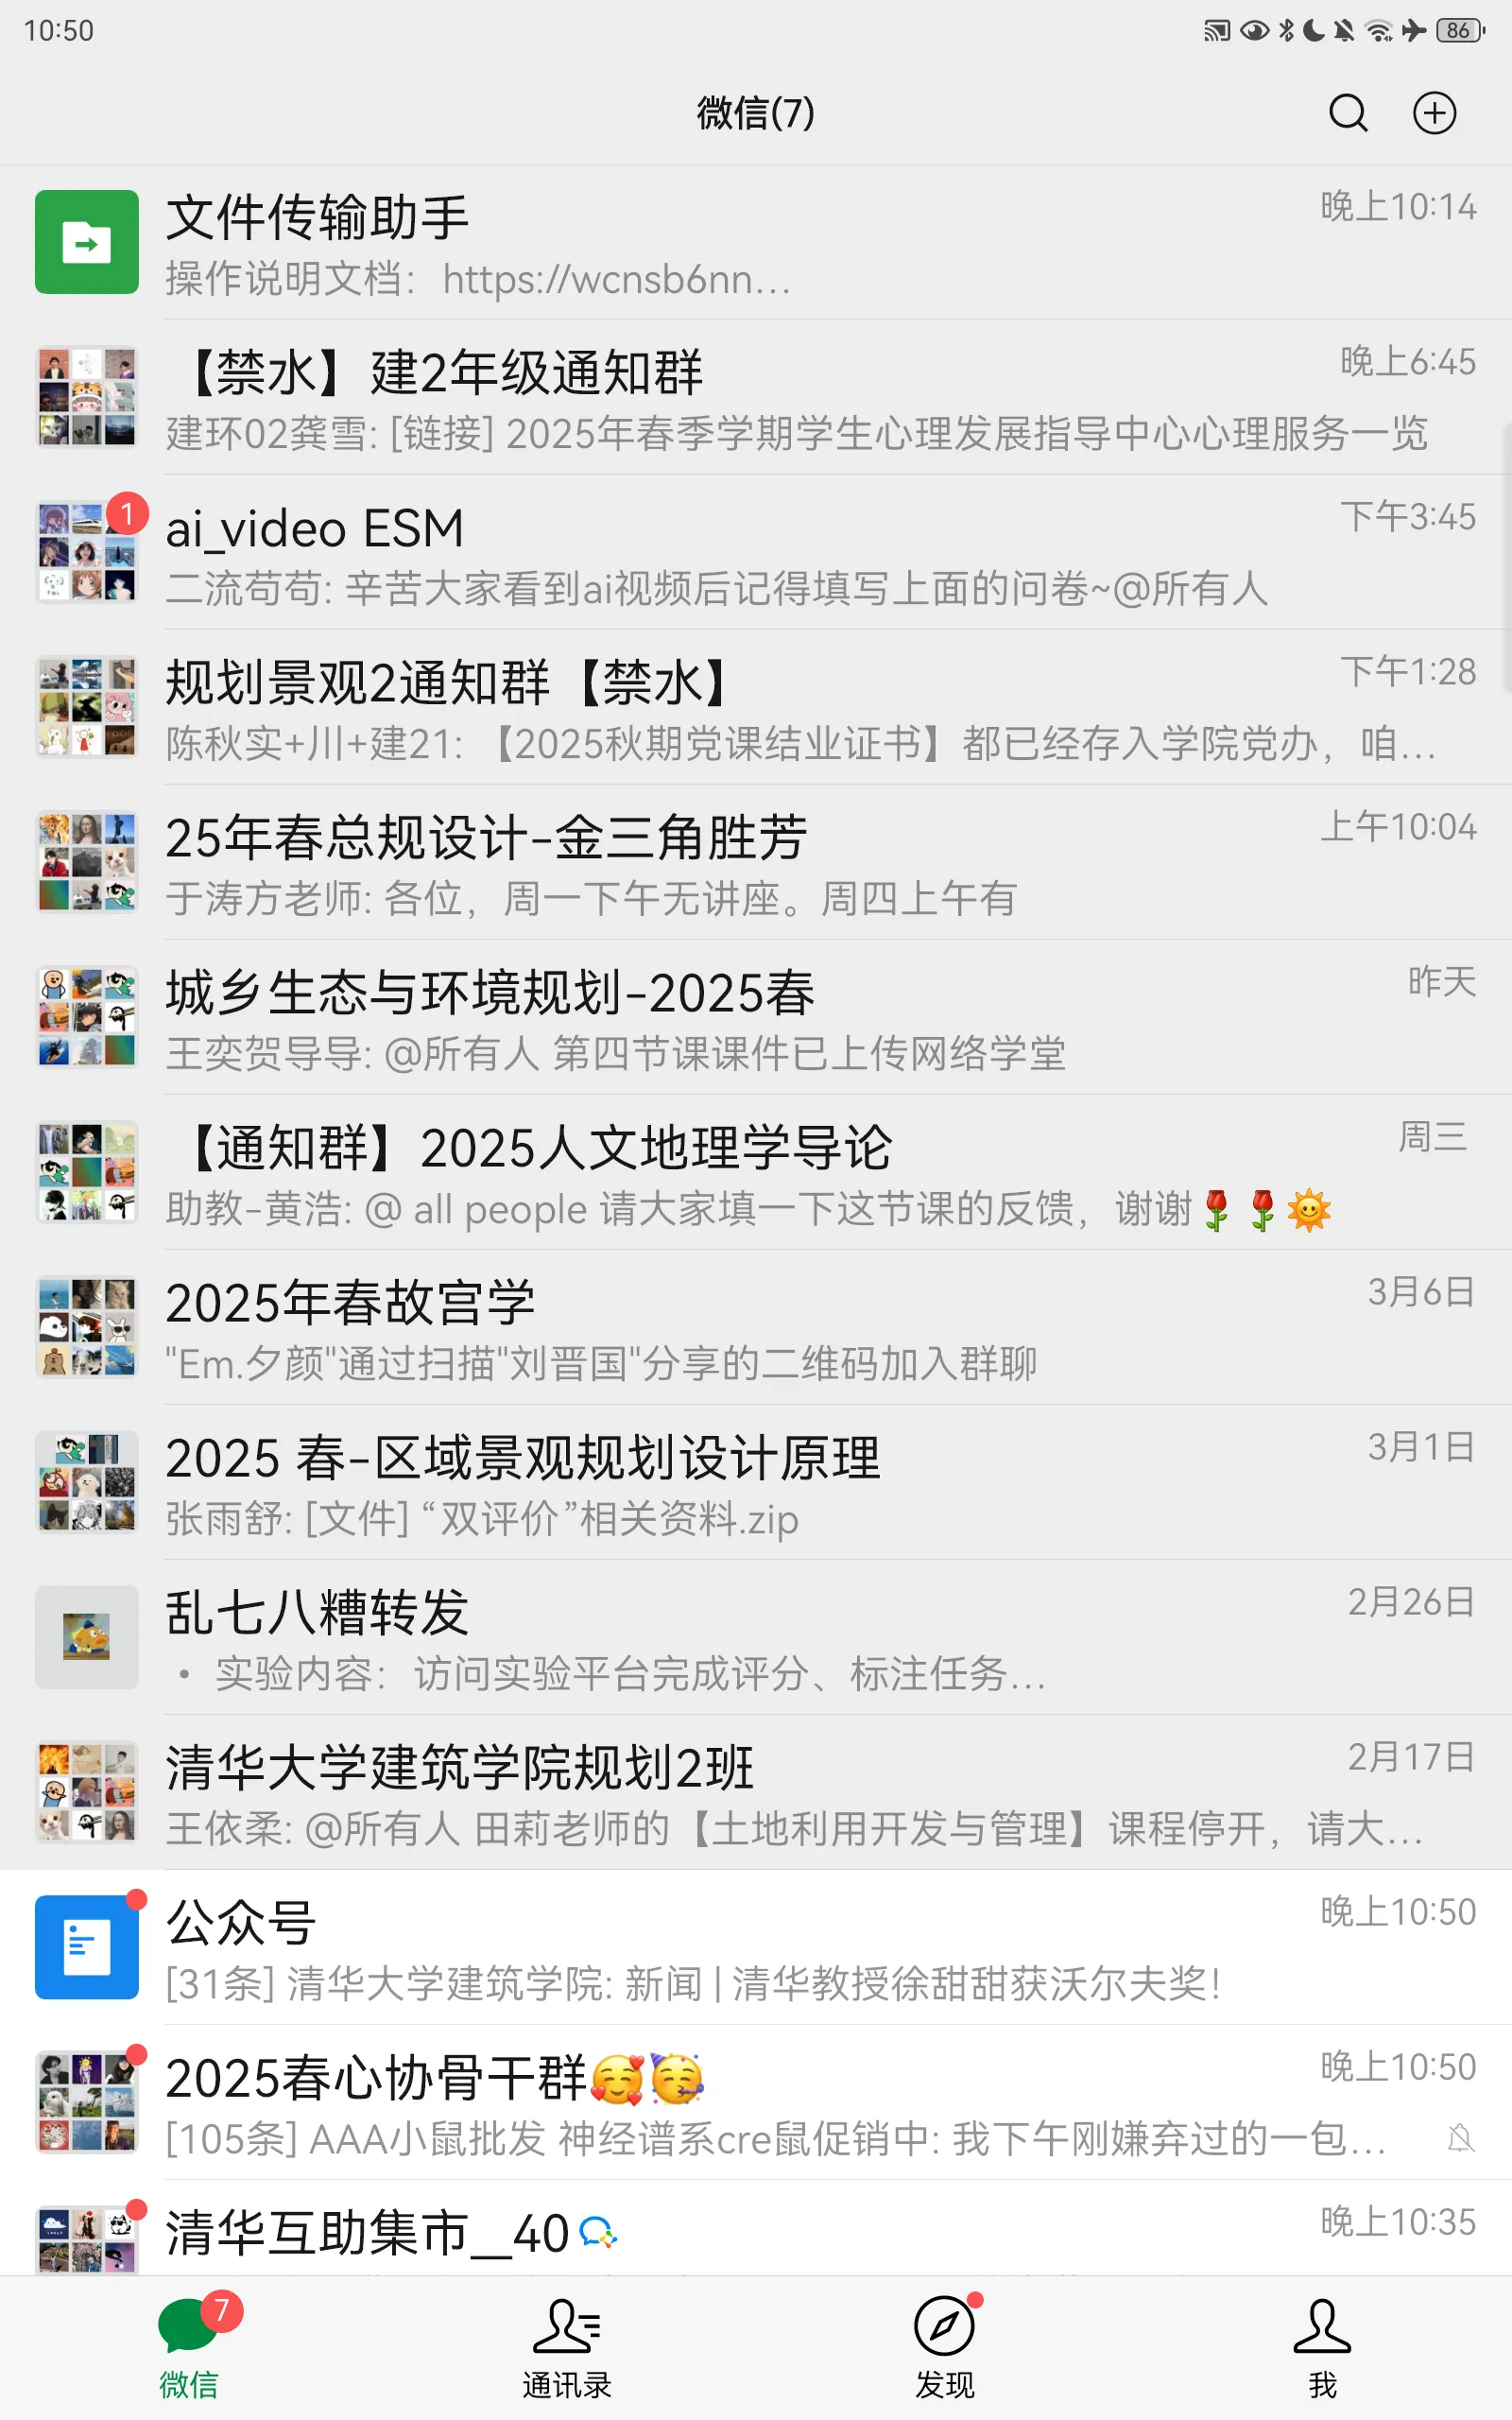 10:50
86
微信(7)
文件传输助手
晚上10:14
操作说明文档：https://wcnsb6nn...
【禁水】建2年级通知群
晚上6:45
建环02龚雪: [链接] 2025年春季学期学生心理发展指导中心心理服务一览
1
ai_video ESM
下午3:45
二流苟苟: 辛苦大家看到ai视频后记得填写上面的问卷~@所有人
规划景观2通知群【禁水】
下午1:28
陈秋实+川+建21: 【2025秋期党课结业证书】都已经存入学院党办，咱...
25年春总规设计-金三角胜芳
上午10:04
于涛方老师: 各位，周一下午无讲座。周四上午有
城乡生态与环境规划-2025春
昨天
王奕贺导导: @所有人 第四节课课件已上传网络学堂
【通知群】2025人文地理学导论
周三
助教-黄浩: @ all people 请大家填一下这节课的反馈，谢谢🌹🌹🌞
2025年春故宫学
3月6日
"Em.夕颜"通过扫描"刘晋国"分享的二维码加入群聊
2025 春-区域景观规划设计原理
3月1日
张雨舒: [文件] “双评价”相关资料.zip
乱七八糟转发
2月26日
• 实验内容：访问实验平台完成评分、标注任务...
清华大学建筑学院规划2班
2月17日
王依柔: @所有人 田莉老师的【土地利用开发与管理】课程停开，请大...
公众号
晚上10:50
[31条] 清华大学建筑学院: 新闻 | 清华教授徐甜甜获沃尔夫奖！
2025春心协骨干群🥰🥳
晚上10:50
[105条] AAA小鼠批发 神经谱系cre鼠促销中: 我下午刚嫌弃过的一包...
清华互助集市__40
晚上10:35
7
微信
通讯录
发现
我